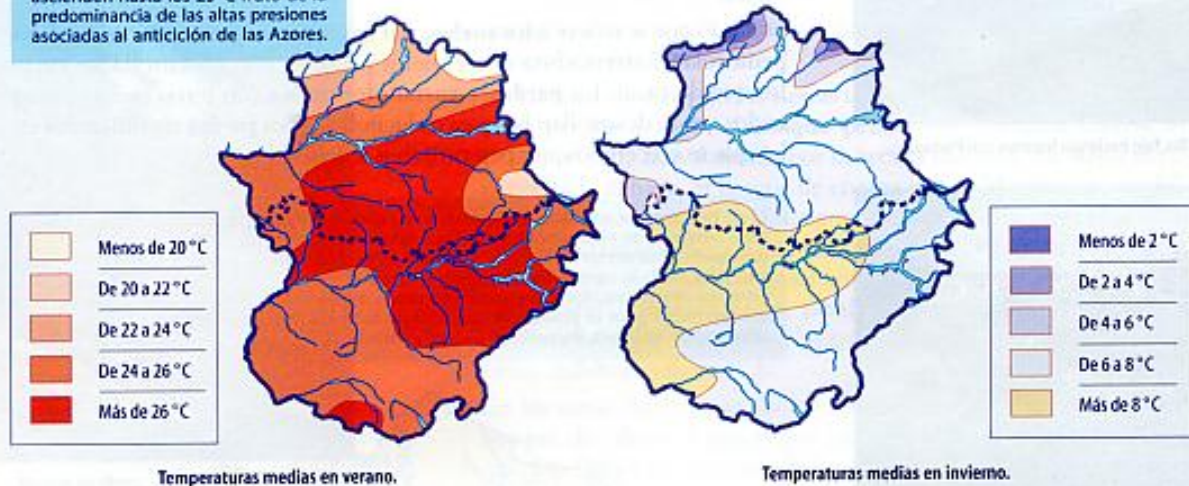 predominancia de las altas presiones
asociadas al anticiclón de las Azores.
Menos de 20 °C
De 20 a 22 °C
De 22 a 24 °C
De 24 a 26 °C
Más de 26 °C
Temperaturas medias en verano.
Menos de 2 °C
De 2 a 4 °C
De 4 a 6 °C
De 6 a 8 °C
Más de 8 °C
Temperaturas medias en invierno.